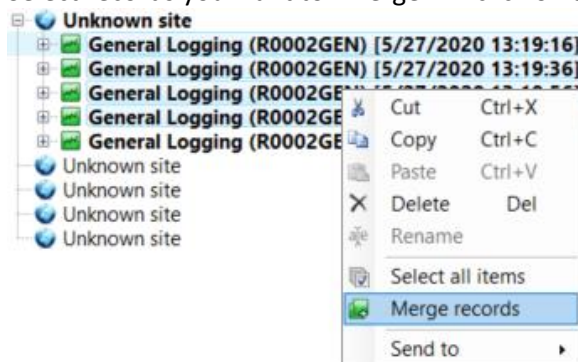 Unknown site
General Logging (R0002GEN) [5/27/2020 13:19:16]
General Logging (R0002GEN) [5/27/2020 13:19:36]
General Logging (R0002GE
General Logging (R0002GE
General Logging (R0002GE
Unknown site
Unknown site
Unknown site
Unknown site
Cut Ctrl+X
Copy Ctrl+C
Paste Ctrl+V
Delete Del
Rename
Select all items
Merge records
Send to